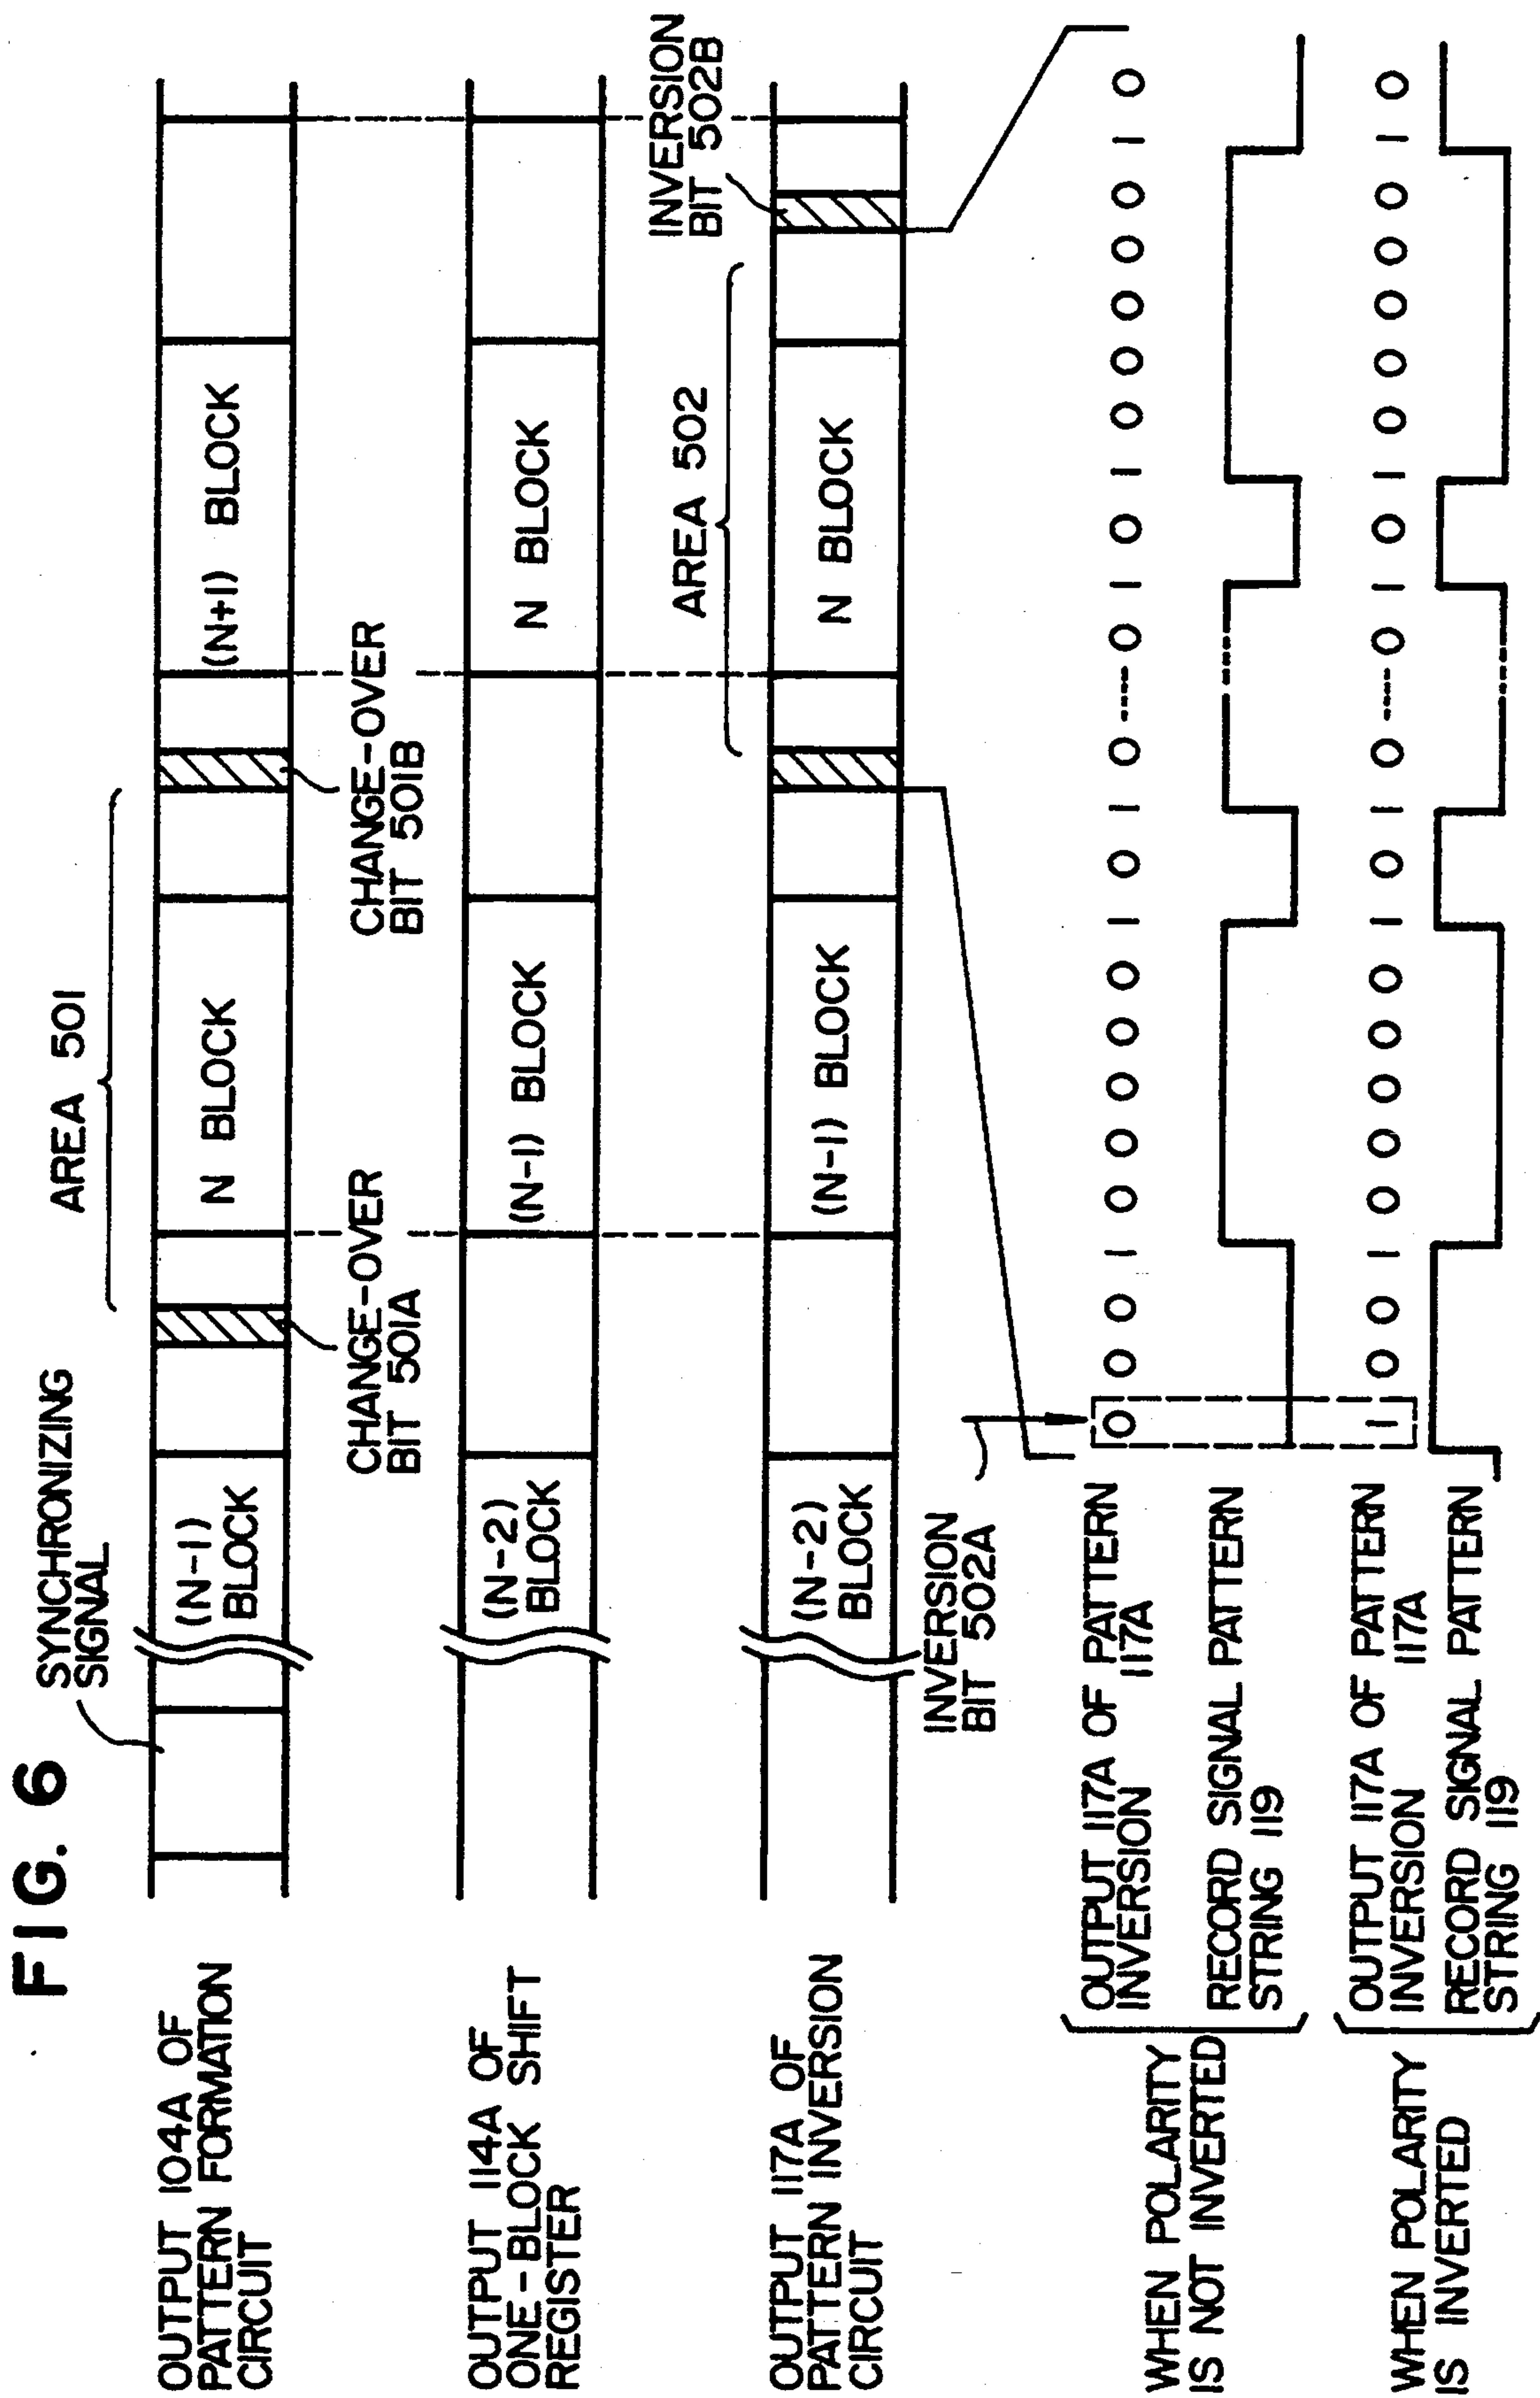 FIG. 6
SYNCHRONIZING
SIGNAL
AREA 501
OUTPUT 104A OF
PATTERN FORMATION
CIRCUIT
(N-1)
BLOCK
N BLOCK
(N+1) BLOCK
CHANGE-OVER
BIT 501A
CHANGE-OVER
BIT 501B
OUTPUT 114A OF
ONE-BLOCK SHIFT
REGISTER
(N-2)
BLOCK
(N-1) BLOCK
N BLOCK
AREA 502
INVERSION
BIT 502B
OUTPUT 117A OF
PATTERN INVERSION
CIRCUIT
(N-2)
BLOCK
(N-1) BLOCK
N BLOCK
INVERSION
BIT 502A
WHEN POLARITY
IS NOT INVERTED
OUTPUT 117A OF PATTERN
INVERSION 117A
0 0 0 1 0 0 0 0 0 1 0 1 0 ---- 0 1 0 1 0 0 0 0 0 1 0
RECORD SIGNAL PATTERN
STRING 119
WHEN POLARITY
IS INVERTED
OUTPUT 117A OF PATTERN
INVERSION 117A
1 0 0 1 0 0 0 0 0 1 0 1 0 ---- 0 1 0 1 0 0 0 0 0 1 0
RECORD SIGNAL PATTERN
STRING 119